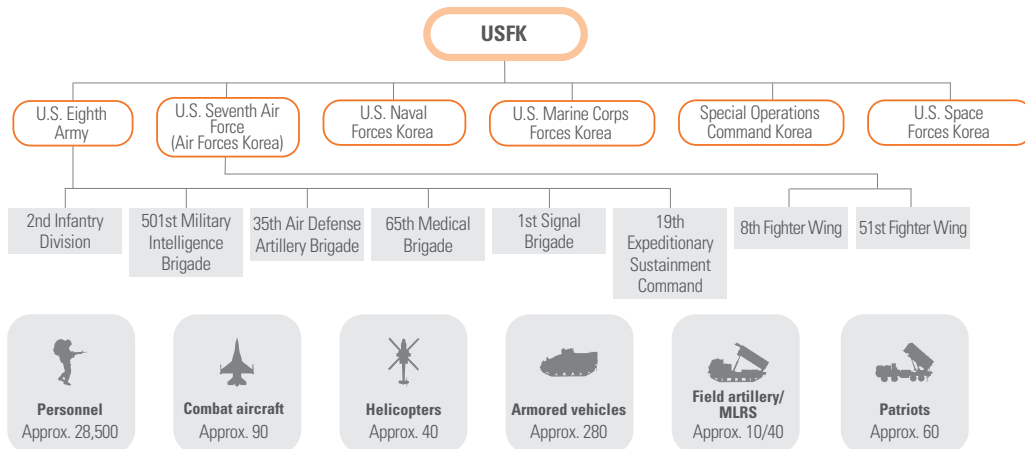 USFK
U.S. Eighth
Army
U.S. Seventh Air
Force
(Air Forces Korea)
U.S. Naval
Forces Korea
U.S. Marine Corps
Forces Korea
Special Operations
Command Korea
U.S. Space
Forces Korea
2nd Infantry
Division
501st Military
Intelligence
Brigade
35th Air Defense
Artillery Brigade
65th Medical
Brigade
1st Signal
Brigade
19th
Expeditionary
Sustainment
Command
8th Fighter Wing
51st Fighter Wing
Personnel
Approx. 28,500
Combat aircraft
Approx. 90
Helicopters
Approx. 40
Armored vehicles
Approx. 280
Field artillery/
MLRS
Approx. 10/40
Patriots
Approx. 60